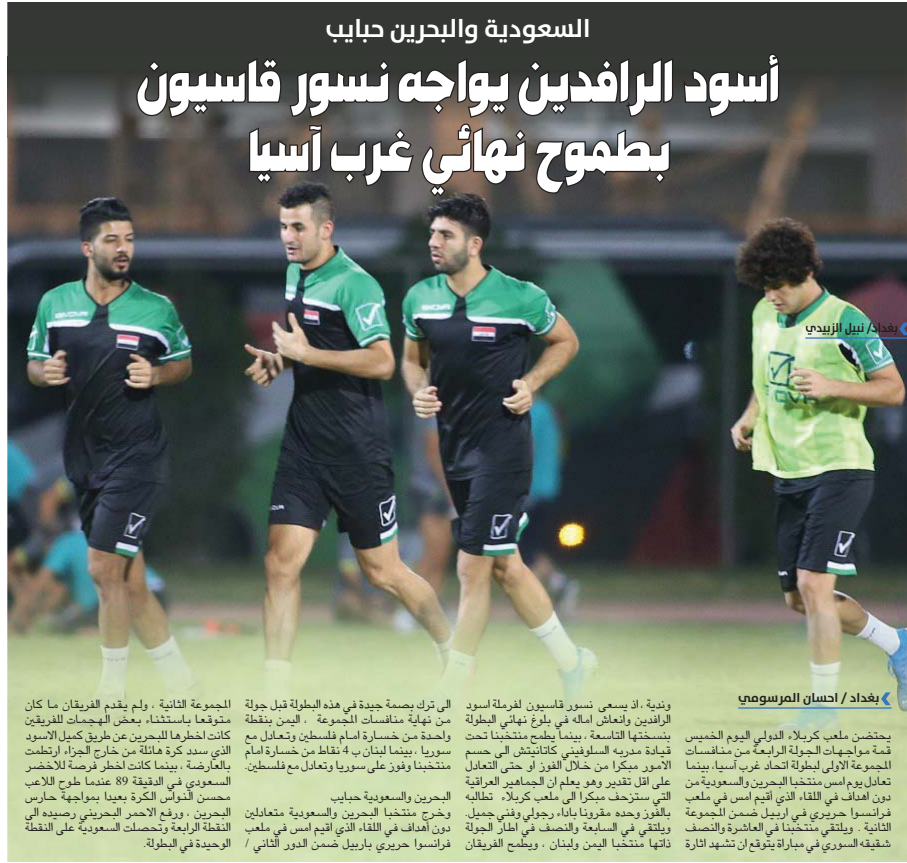 السعودية والبحرين حبايب
أسود الرافدين يواجه نسور قاسيون
بطموح نهائي غرب آسيا
بغداد/ نبيل الزبيدي
بغداد / احسان المرسومي
يحتضن ملعب كربلاء الدولي اليوم الخميس
قمة مواجهات الجولة الرابعة من منافسات
المجموعة الاولى لبطولة اتحاد غرب آسيا، بينما
تعادل يوم امس منتخبا البحرين والسعودية من
دون اهداف في اللقاء الذي أقيم امس في ملعب
فرانسوا حريري في اربيل ضمن المجموعة
الثانية . ويلتقي منتخبنا في العاشرة والنصف
شقيقه السوري في مباراة يتوقع ان تشهد اثارة
وندية ، اذ يسعى نسور قاسيون لفرملة اسود
الرافدين وانعاش اماله في بلوغ نهائي البطولة
بنسختها التاسعة ، بينما يطمح منتخبنا تحت
قيادة مدربه السلوفيني كاتانيتش الى حسم
الامور مبكرا من خلال الفوز او حتى التعادل
على اقل تقدير وهو يعلم ان الجماهير العراقية
التي ستزحف مبكرا الى ملعب كربلاء تطالبه
بالفوز وحده مقرونا باداء رجولي وفني جميل.
ويلتقي في السابعة والنصف في اطار الجولة
ذاتها منتخبا اليمن ولبنان ، ويطمح الفريقان
الى ترك بصمة جيدة في هذه البطولة قبل جولة
من نهاية منافسات المجموعة ، اليمن بنقطة
واحدة من خسارة امام فلسطين وتعادل مع
سوريا ، بينما لبنان ب 4 نقاط من خسارة امام
منتخبنا وفوز على سوريا وتعادل مع فلسطين.
البحرين والسعودية حبايب
وخرج منتخبا البحرين والسعودية متعادلين
دون أهداف في اللقاء الذي اقيم امس في ملعب
فرانسوا حريري باربيل ضمن الدور الثاني /
المجموعة الثانية ، ولم يقدم الفريقان ما كان
متوقعا باستثناء بعض الهجمات للفريقين
كانت اخطرها للبحرين عن طريق كميل الاسود
الذي سدد كرة هائلة من خارج الجزاء ارتطمت
بالعارضة ، بينما كانت اخطر فرصة للاخضر
السعودي في الدقيقة 89 عندما طوح اللاعب
محسن النواس الكرة بعيدا بمواجهة حارس
البحرين ، ورفع الاحمر البحريني رصيده الى
النقطة الرابعة وتحصلت السعودية على النقطة
الوحيدة في البطولة.